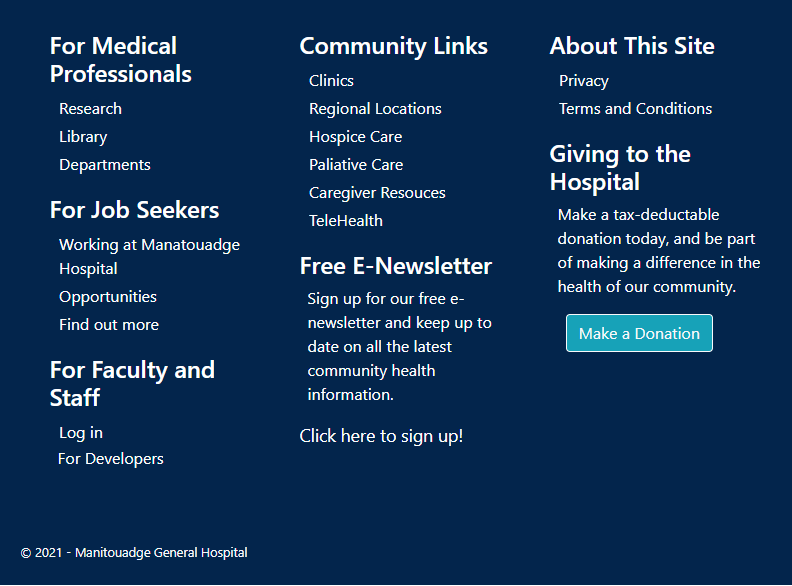 For Medical
Professionals
Research
Library
Departments
For Job Seekers
Working at Manatouadge
Hospital
Opportunities
Find out more
For Faculty and
Staff
Log in
For Developers
Community Links
Clinics
Regional Locations
Hospice Care
Paliative Care
Caregiver Resouces
TeleHealth
Free E-Newsletter
Sign up for our free e-
newsletter and keep up to
date on all the latest
community health
information.
Click here to sign up!
About This Site
Privacy
Terms and Conditions
Giving to the
Hospital
Make a tax-deductable
donation today, and be part
of making a difference in the
health of our community.
Make a Donation
© 2021 - Manitouadge General Hospital